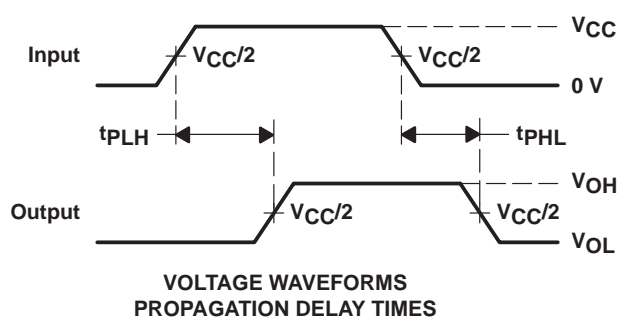 VCC
Input VCC/2 VCC/2
0 V
tPLH tPHL
VOH
Output VCC/2 VCC/2
VOL
VOLTAGE WAVEFORMS
PROPAGATION DELAY TIMES